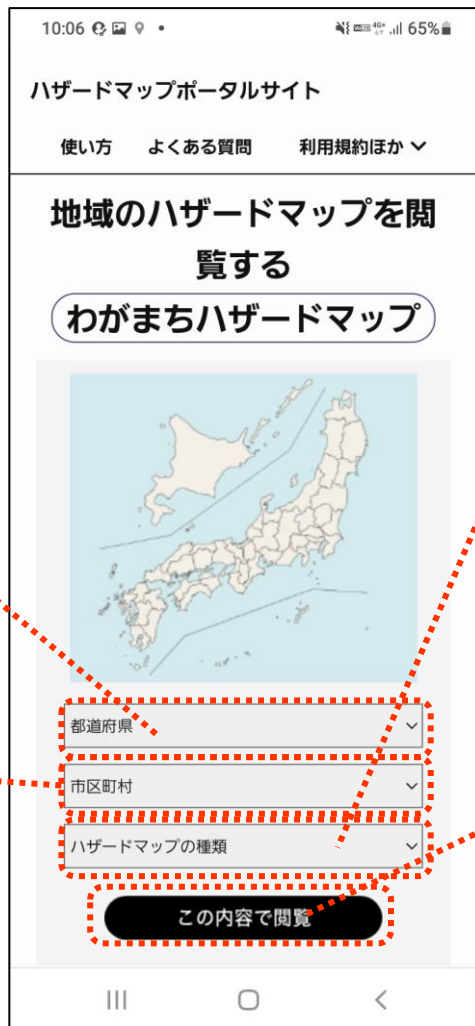 10:06
4G+ 65%
ハザードマップポータルサイト
使い方 よくある質問 利用規約ほか
地域のハザードマップを閲
覧する
わがまちハザードマップ
都道府県
市区町村
ハザードマップの種類
この内容で閲覧